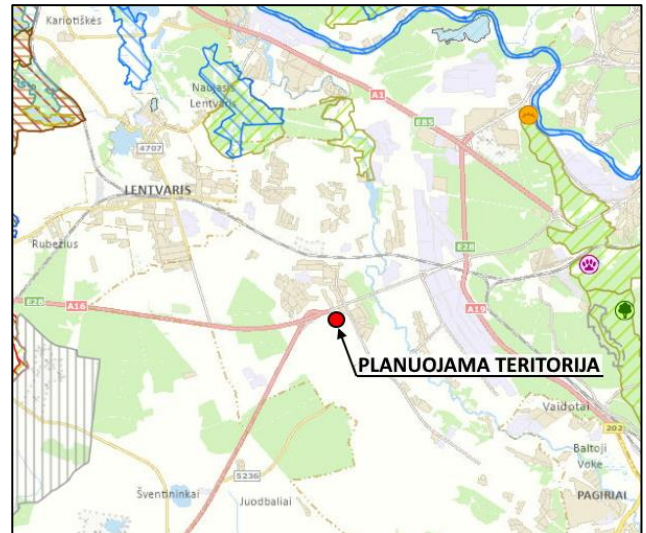 Kariotiškės
Naujasis
Lentvaris
A1
E85
4707
LENTVARIS
Rubežius
E28
E28
A16
A19
PLANUOJAMA TERITORIJA
Vaidotai
202
Baltoji
Vokė
5236
Šventininkai
Juodbaliai
PAGIRIAI